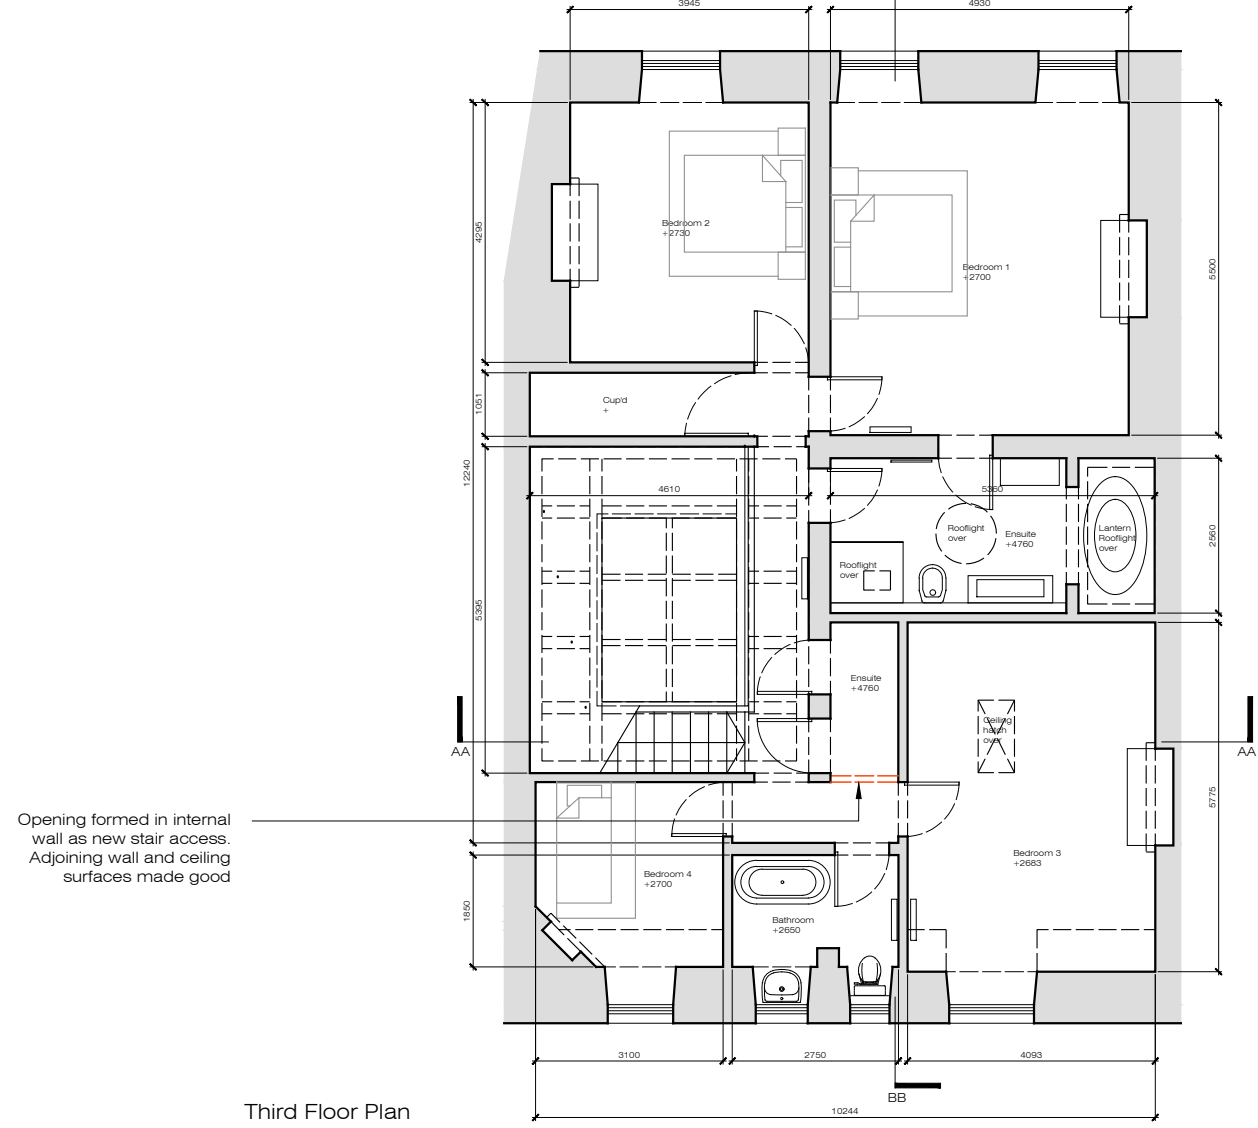 3945
4930
Bedroom 2
+2730
Bedroom 1
+2700
4295
5500
1051
Cup'd
+
12240
4610
5360
Rooflight
over
Ensuite
+4760
Lantern
Rooflight
over
Rooflight
over
2560
5395
Ensuite
+4760
Ceiling
hatch
over
AA
AA
Opening formed in internal
wall as new stair access.
Adjoining wall and ceiling
surfaces made good
5775
Bedroom 3
+2683
Bedroom 4
+2700
1850
Bathroom
+2650
3100
2750
4093
BB
10244
Third Floor Plan